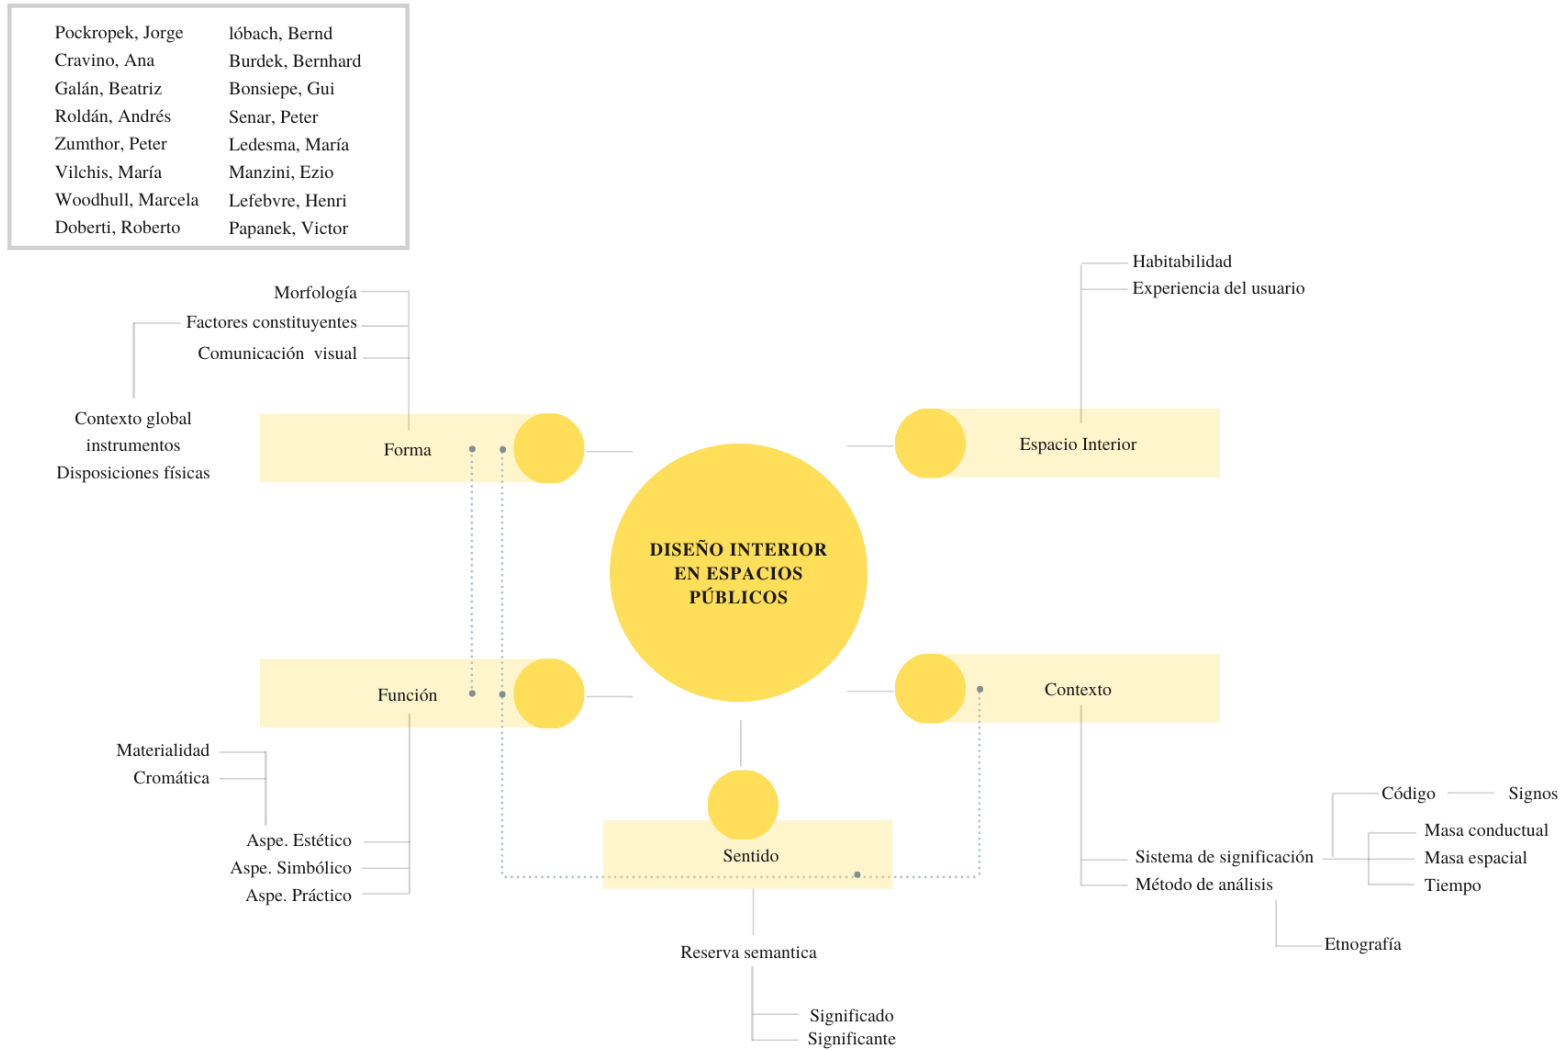 Pockropek, Jorge
Cravino, Ana
Galán, Beatriz
Roldán, Andrés
Zumthor, Peter
Vilchis, María
Woodhull, Marcela
Doberti, Roberto
lóbach, Bernd
Burdek, Bernhard
Bonsiepe, Gui
Senar, Peter
Ledesma, María
Manzini, Ezio
Lefebvre, Henri
Papanek, Victor
Morfología
Factores constituyentes
Comunicación visual
Contexto global
instrumentos
Disposiciones físicas
Forma
Habitabilidad
Experiencia del usuario
Espacio Interior
DISEÑO INTERIOR
EN ESPACIOS
PÚBLICOS
Función
Materialidad
Cromática
Aspe. Estético
Aspe. Simbólico
Aspe. Práctico
Sentido
Reserva semantica
Significado
Significante
Contexto
Sistema de significación
Método de análisis
Código
Signos
Masa conductual
Masa espacial
Tiempo
Etnografía